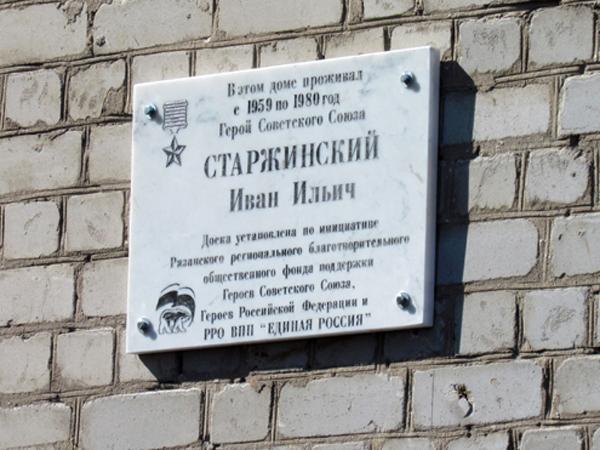 В этом доме проживал
с 1959 по 1980 год
Герой Советского Союза
СТАРЖИНСКИЙ
Иван Ильич
Доска установлена по инициативе
Рязанского регионального благотворительного
общественного фонда поддержки
Героев Советского Союза,
Героев Российской Федерации и
РРО ВПП "ЕДИНАЯ РОССИЯ"